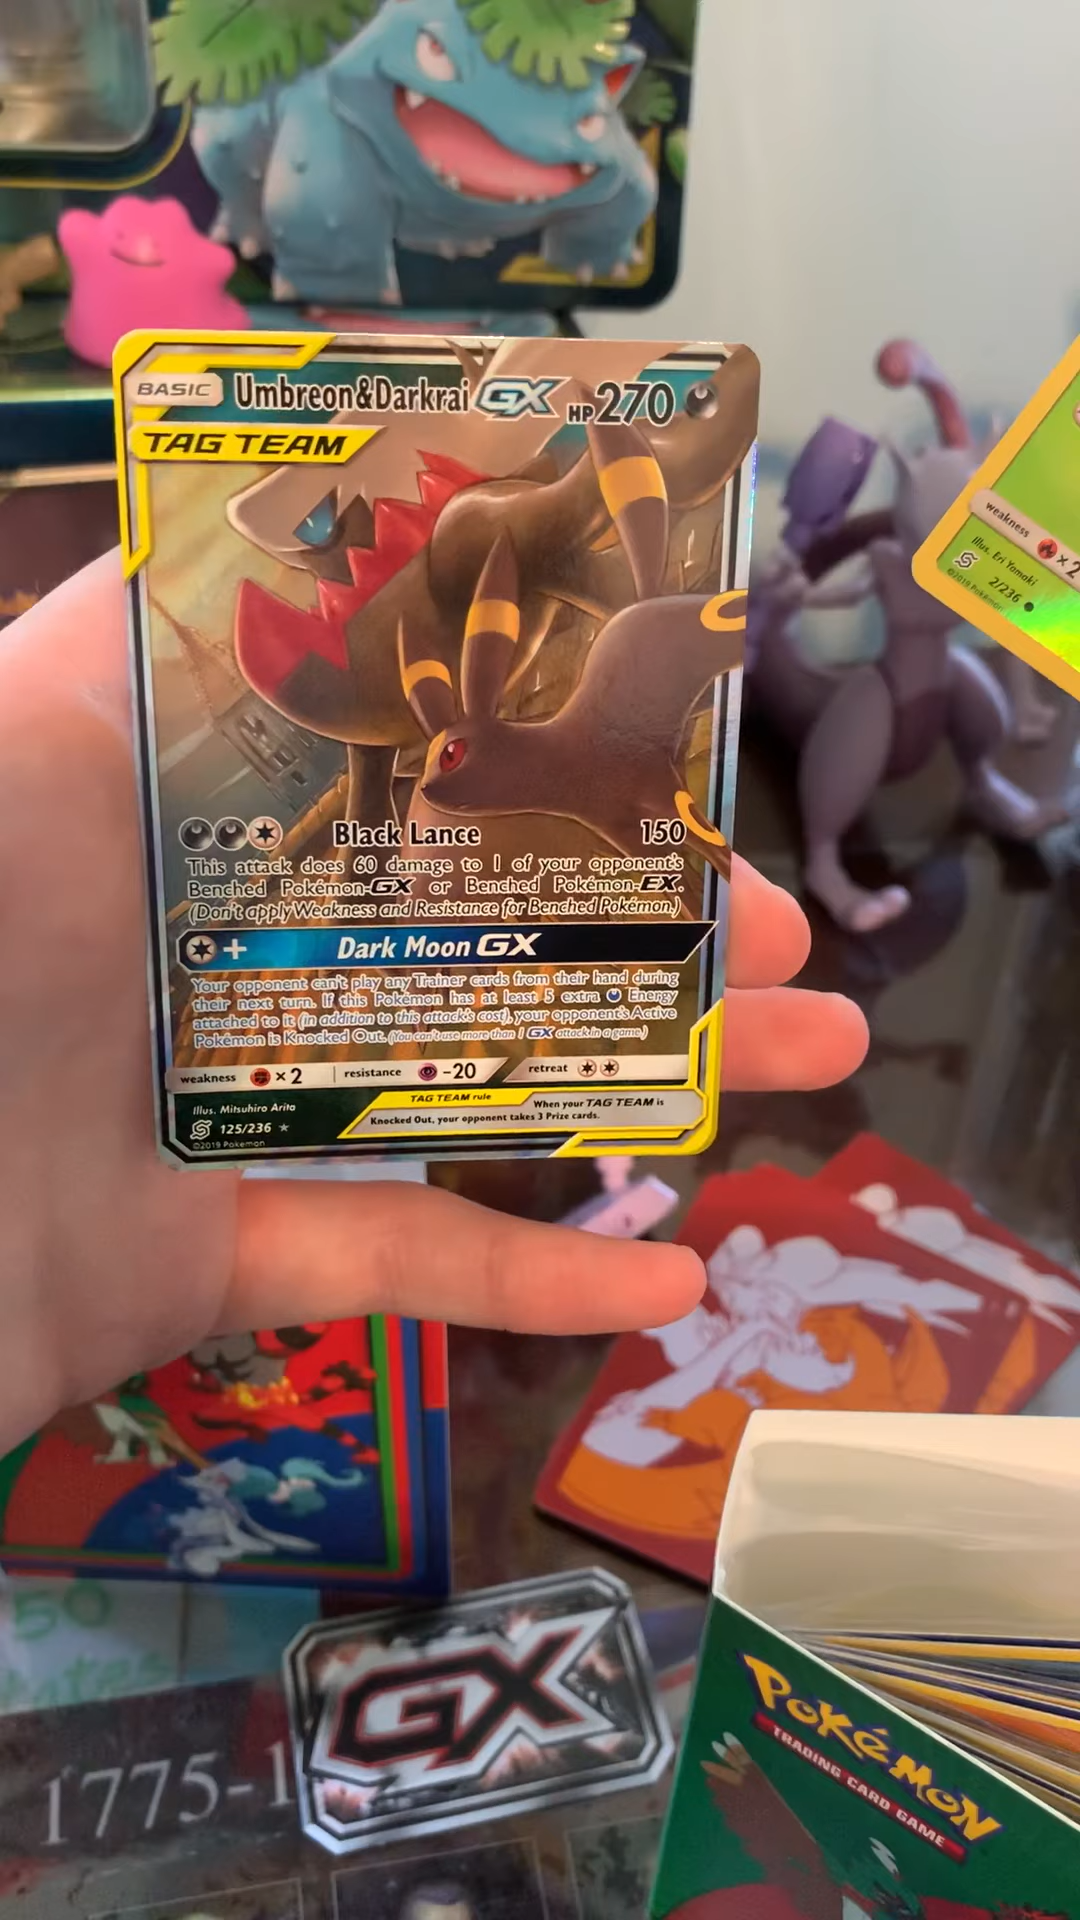 BASIC Umbreon&Darkrai GX HP270
TAG TEAM
Black Lance 150
This attack does 60 damage to 1 of your opponent's
Benched Pokémon-GX or Benched Pokémon-EX.
(Don't apply Weakness and Resistance for Benched Pokémon.)
+ Dark Moon GX
Your opponent can't play any Trainer cards from their hand during
their next turn. If this Pokémon has at least 5 extra Energy
attached to it (in addition to this attack's cost), your opponent's Active
Pokémon is Knocked Out. (You can't use more than 1 GX attack in a game.)
weakness ×2 resistance -20 retreat
TAG TEAM rule When your TAG TEAM is
Knocked Out, your opponent takes 3 Prize cards.
Illus. Mitsuhiro Arita
125/236
©2019 Pokémon
weakness ×2
Illus. Eri Yamaki
2/236
©2019 Pokémon
50
GX
1775-1
POKéMON
TRADING CARD GAME